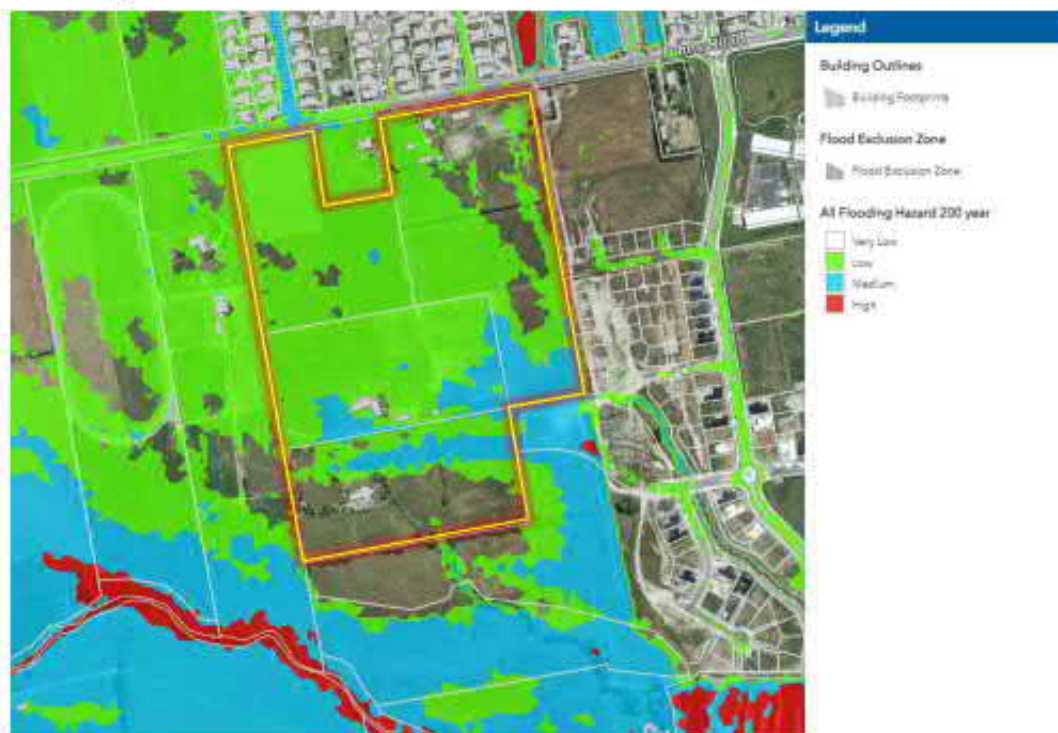 Legend
Building Outlines
Building Footprints
Flood Exclusion Zone
Flood Exclusion Zone
All Flooding Hazard 200 year
Very Low
Low
Medium
High